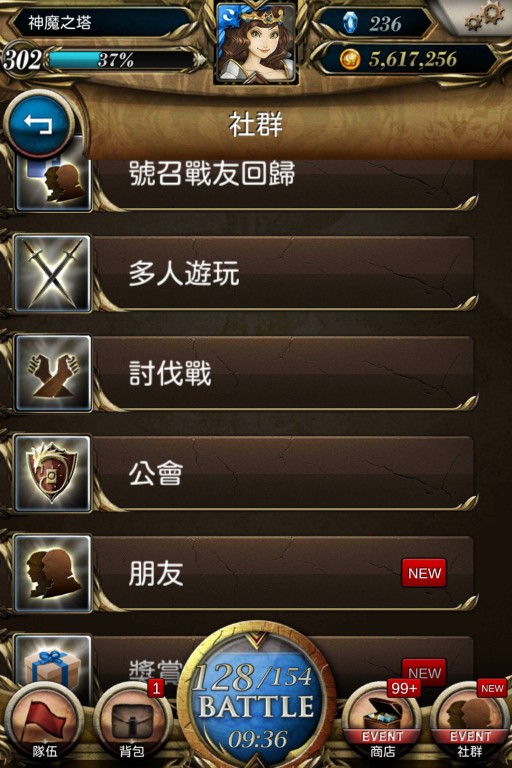 神魔之塔
236
302
37%
5,617,256
社群
號召戰友回歸
多人遊玩
討伐戰
公會
朋友
NEW
獎賞
NEW
128/154
BATTLE
09:36
隊伍
1
背包
99+
EVENT
商店
NEW
EVENT
社群